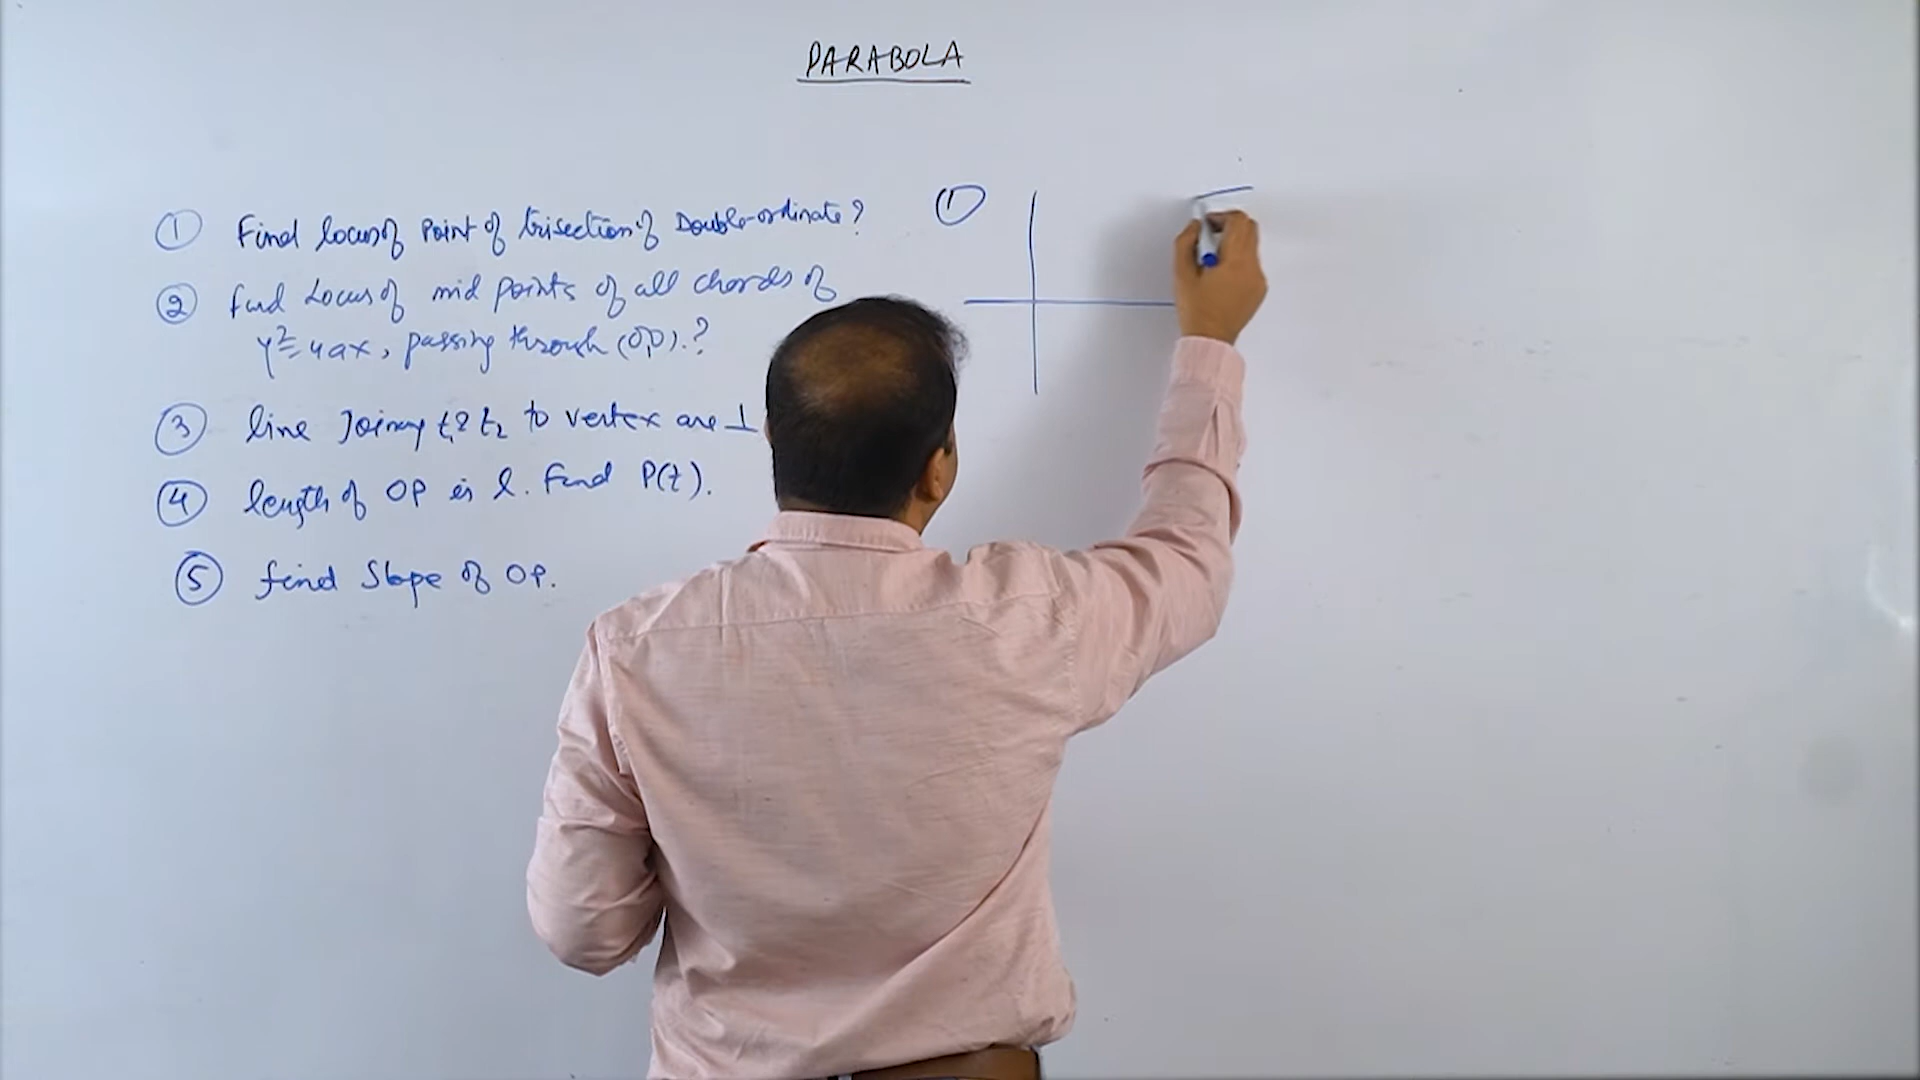 PARABOLA
① Find locus of Point of trisection of Double-ordinate?
② Find Locus of mid points of all chords of
y²=4ax, passing through (0,0).?
③ line Joining t₁ & t₂ to vertex are ⊥
④ length of OP is l. Find P(t).
⑤ find Slope of OP.
①